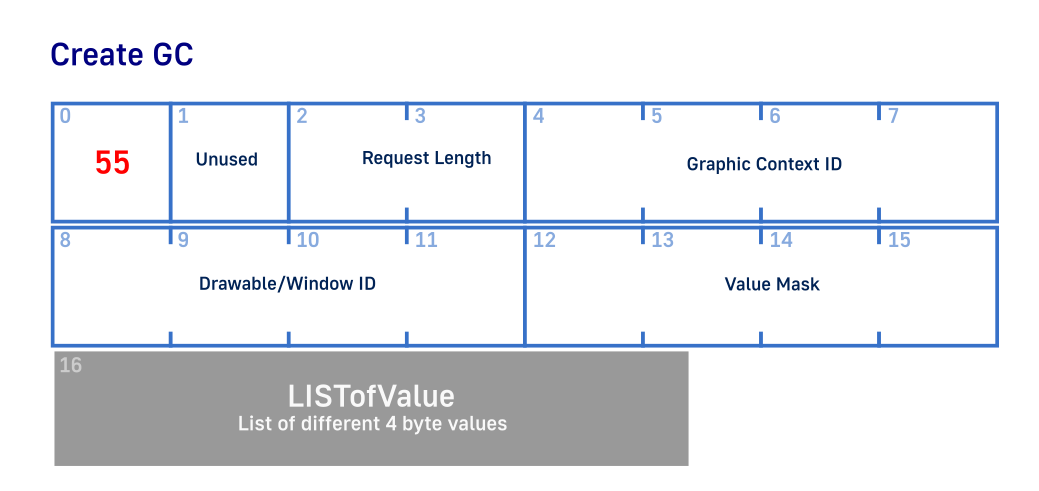 Create GC
0 1 2 3 4 5 6 7
55 Unused Request Length Graphic Context ID
8 9 10 11 12 13 14 15
Drawable/Window ID Value Mask
16
LISTofValue
List of different 4 byte values